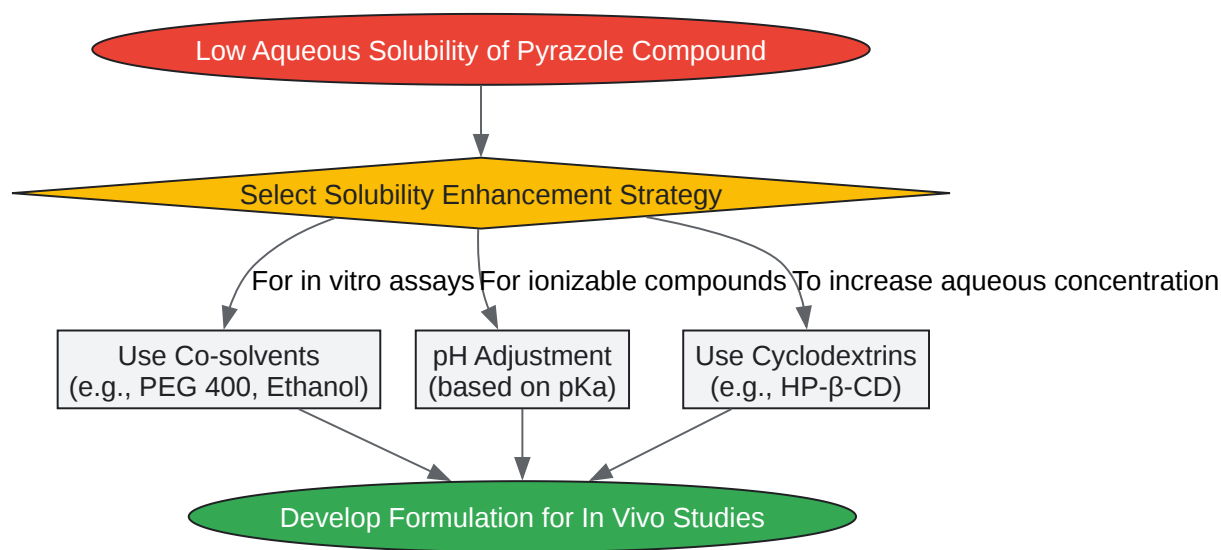 Low Aqueous Solubility of Pyrazole Compound
Select Solubility Enhancement Strategy
For in vitro assays
For ionizable compounds
To increase aqueous concentration
Use Co-solvents
(e.g., PEG 400, Ethanol)
pH Adjustment
(based on pKa)
Use Cyclodextrins
(e.g., HP-β-CD)
Develop Formulation for In Vivo Studies